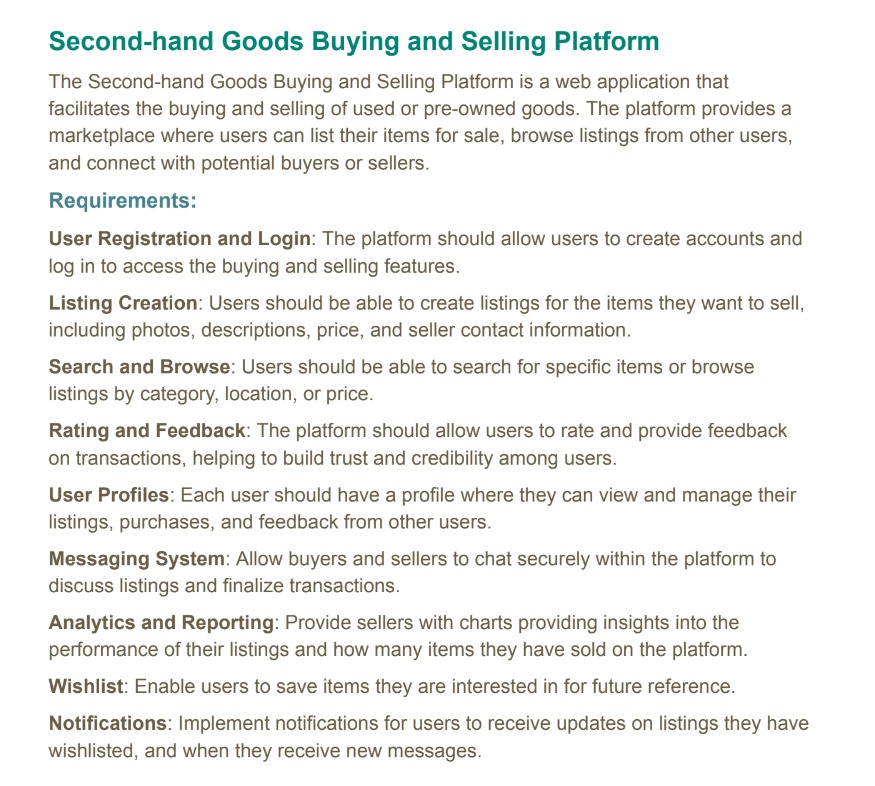 Second-hand Goods Buying and Selling Platform
The Second-hand Goods Buying and Selling Platform is a web application that
facilitates the buying and selling of used or pre-owned goods. The platform provides a
marketplace where users can list their items for sale, browse listings from other users,
and connect with potential buyers or sellers.
Requirements:
User Registration and Login: The platform should allow users to create accounts and
log in to access the buying and selling features.
Listing Creation: Users should be able to create listings for the items they want to sell,
including photos, descriptions, price, and seller contact information.
Search and Browse: Users should be able to search for specific items or browse
listings by category, location, or price.
Rating and Feedback: The platform should allow users to rate and provide feedback
on transactions, helping to build trust and credibility among users.
User Profiles: Each user should have a profile where they can view and manage their
listings, purchases, and feedback from other users.
Messaging System: Allow buyers and sellers to chat securely within the platform to
discuss listings and finalize transactions.
Analytics and Reporting: Provide sellers with charts providing insights into the
performance of their listings and how many items they have sold on the platform.
Wishlist: Enable users to save items they are interested in for future reference.
Notifications: Implement notifications for users to receive updates on listings they have
wishlisted, and when they receive new messages.